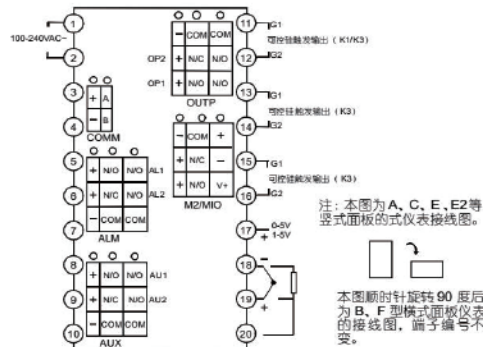 1
100-240VAC~
2
3
+ A
4
− B
COMM
5
+ N/O N/O AL1
6
+ N/C N/O AL2
7
− COM COM
ALM
8
+ N/O N/O AU1
9
+ N/C N/O AU2
10
− COM COM
AUX
− COM COM
OP2 + N/C N/O
OP1 + N/O N/O
OUTP
− COM +
+ N/C −
+ N/O V+
M2/MIO
11 G1
可控硅触发输出（K1/K3）
12 G2
13 G1
可控硅触发输出（K3）
14 G2
15 G1
可控硅触发输出（K3）
16 G2
17 − 0-5V
+ 1-5V
18 −
19 +
20
注：本图为 A、C、E、E2等
竖式面板的式仪表接线图。
本图顺时针旋转 90 度后
为 B、F 型横式面板仪表
的接线图，端子编号不
变。